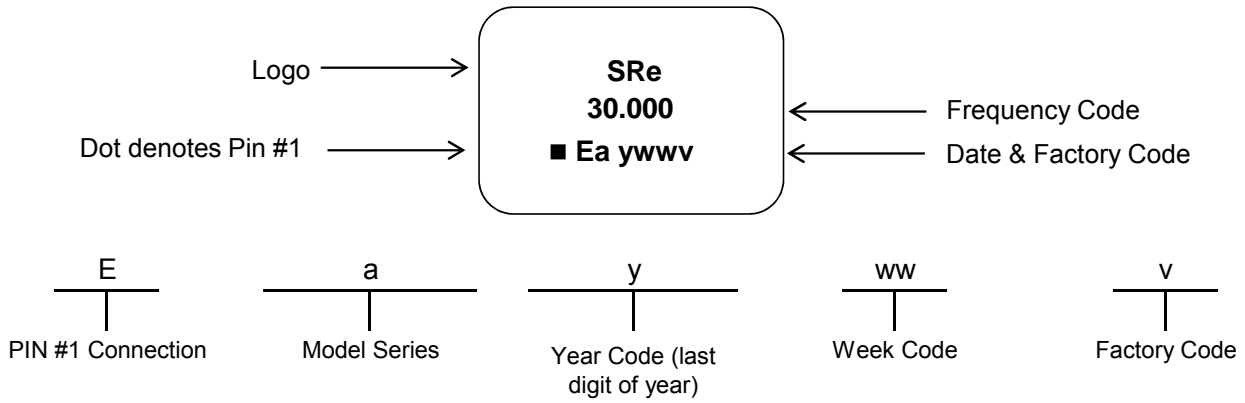 Logo
SRe
30.000
Frequency Code
Dot denotes Pin #1
■ Ea ywwv
Date & Factory Code
E
a
y
ww
v
PIN #1 Connection
Model Series
Year Code (last
digit of year)
Week Code
Factory Code